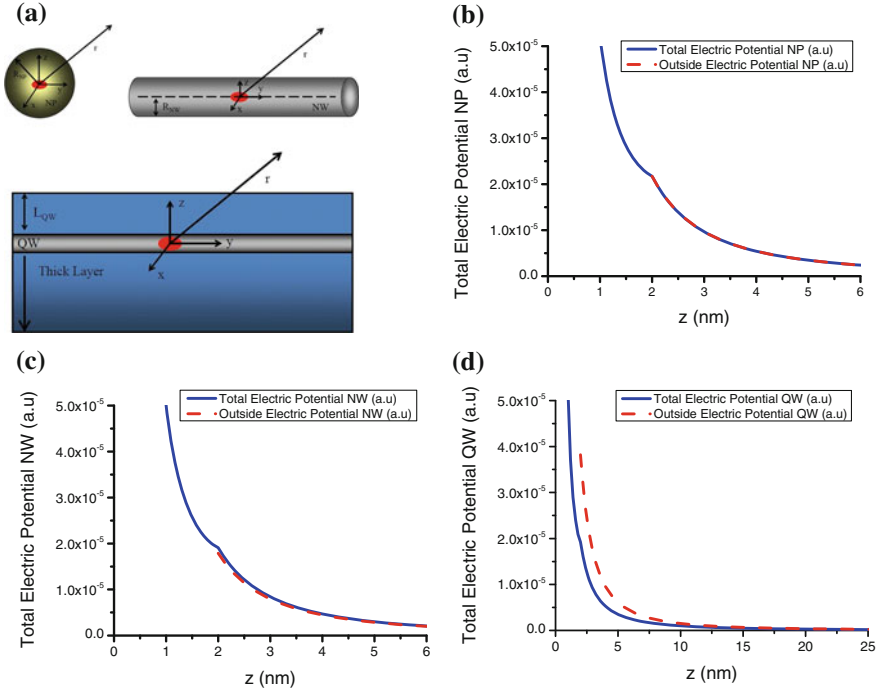 (a)
z
r
R_NP
x
y
NP
z
r
R_NW
x
y
NW
L_QW
z
r
QW
y
x
Thick Layer
(b)
Total Electric Potential NP (a.u)
Outside Electric Potential NP (a.u)
Total Electric Potential NP (a.u)
5.0x10⁻⁵
4.0x10⁻⁵
3.0x10⁻⁵
2.0x10⁻⁵
1.0x10⁻⁵
0.0
0 1 2 3 4 5 6
z (nm)
(c)
Total Electric Potential NW (a.u)
Outside Electric Potential NW (a.u)
Total Electric Potential NW (a.u)
5.0x10⁻⁵
4.0x10⁻⁵
3.0x10⁻⁵
2.0x10⁻⁵
1.0x10⁻⁵
0.0
0 1 2 3 4 5 6
z (nm)
(d)
Total Electric Potential QW (a.u)
Outside Electric Potential QW (a.u)
Total Electric Potential QW (a.u)
5.0x10⁻⁵
4.0x10⁻⁵
3.0x10⁻⁵
2.0x10⁻⁵
1.0x10⁻⁵
0.0
0 5 10 15 20 25
z (nm)